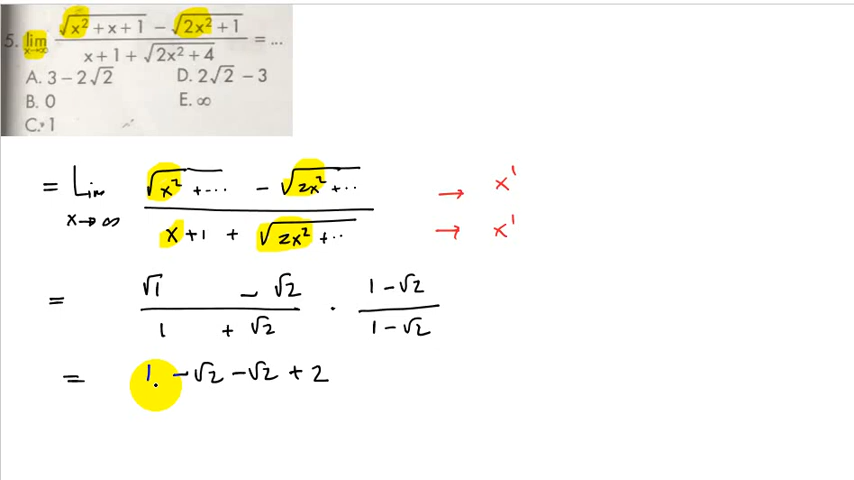 5. lim x→∞ (√(x²+x+1) − √(2x²+1)) / (x+1+√(2x²+4)) = ...
A. 3−2√2 D. 2√2−3
B. 0 E. ∞
C. 1
= Lim x→∞ (√(x²+...) − √(2x²+..)) / (x+1 + √(2x²+..)) → x¹ → x¹
= (√1 − √2) / (1 + √2) . (1−√2) / (1−√2)
= 1 −√2 −√2 + 2